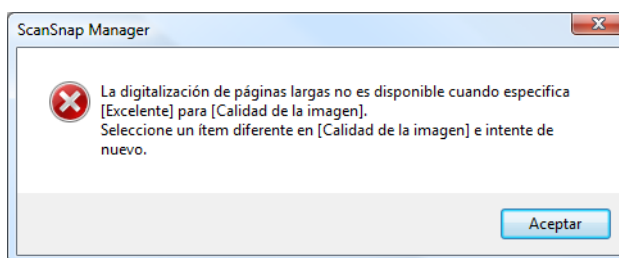 ScanSnap Manager
La digitalización de páginas largas no es disponible cuando especifica
[Excelente] para [Calidad de la imagen].
Seleccione un ítem diferente en [Calidad de la imagen] e intente de
nuevo.
Aceptar